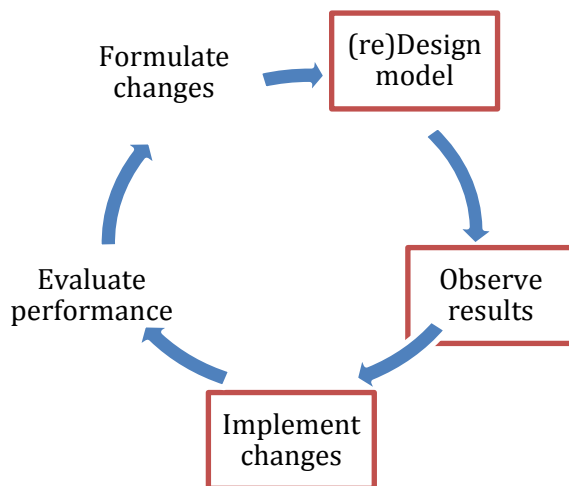 Formulate
changes
(re)Design
model
Observe
results
Implement
changes
Evaluate
performance